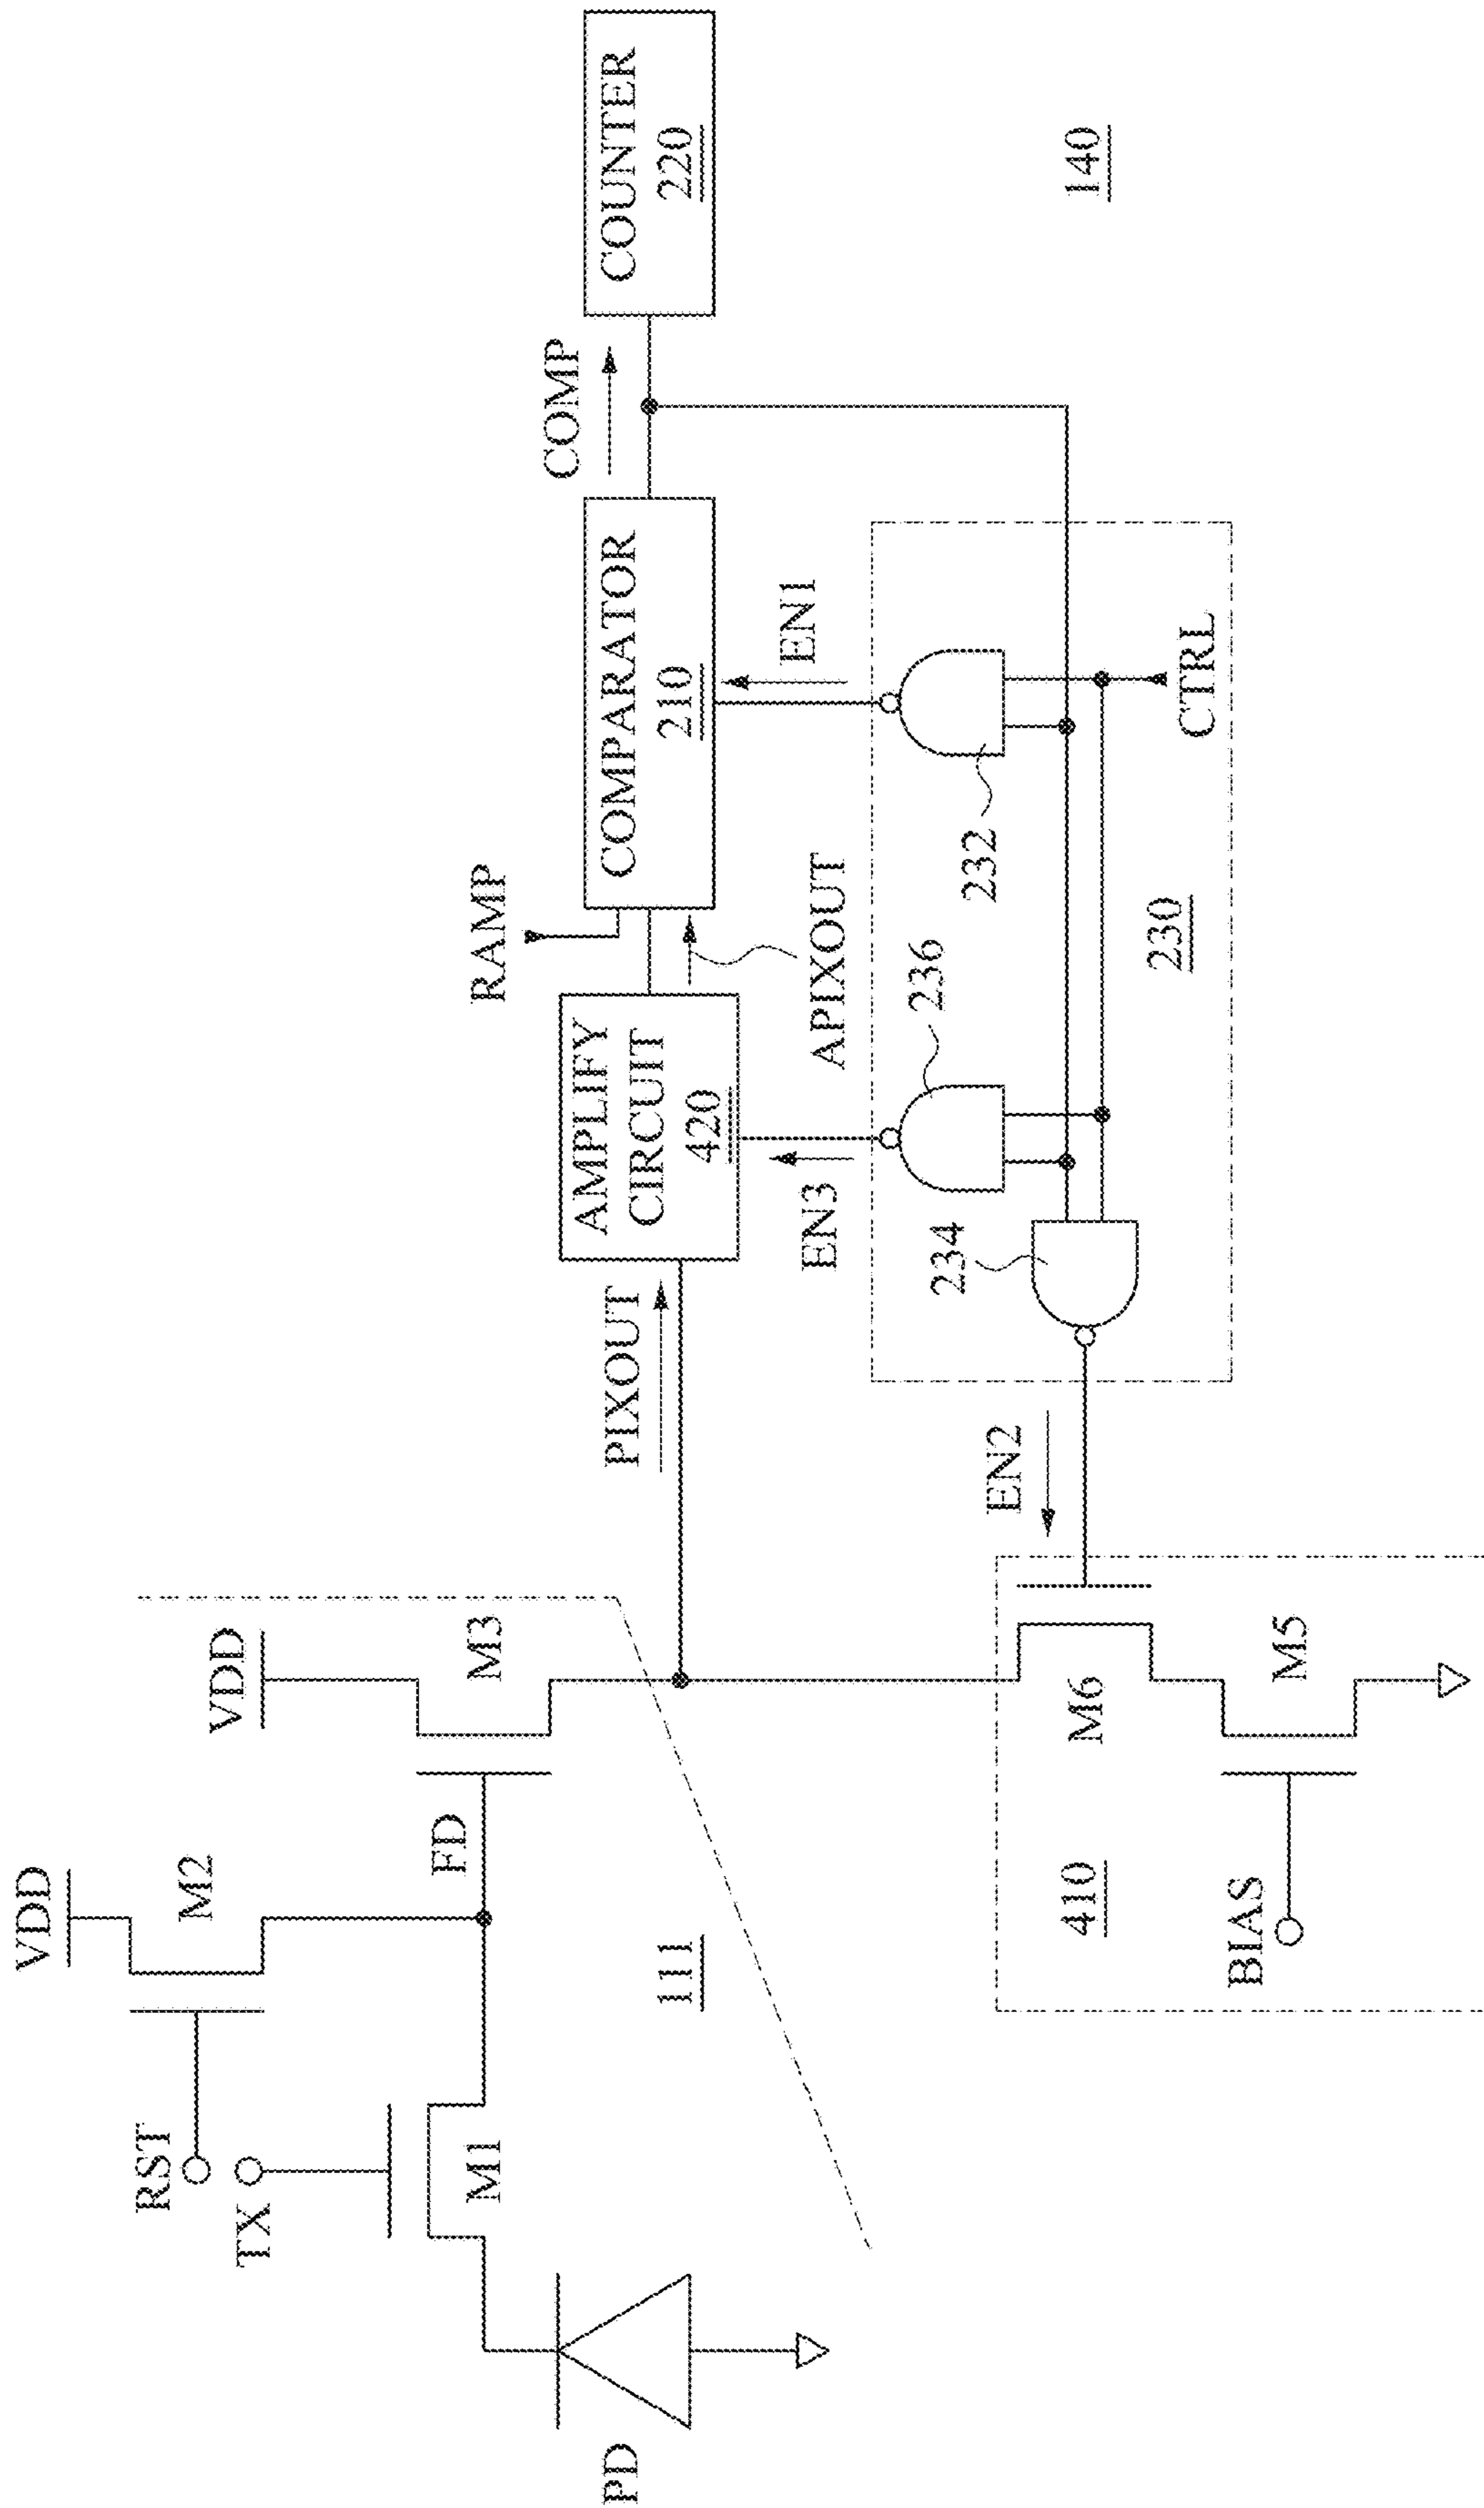 VDD
M2
RST
TX
M1
PD
FD
VDD
M3
111
PIXOUT
AMPLIFY
CIRCUIT
420
RAMP
APIXOUT
COMPARATOR
210
COMP
COUNTER
220
EN3
EN1
236
234
232
230
CTRL
EN2
M6
M5
410
BIAS
140